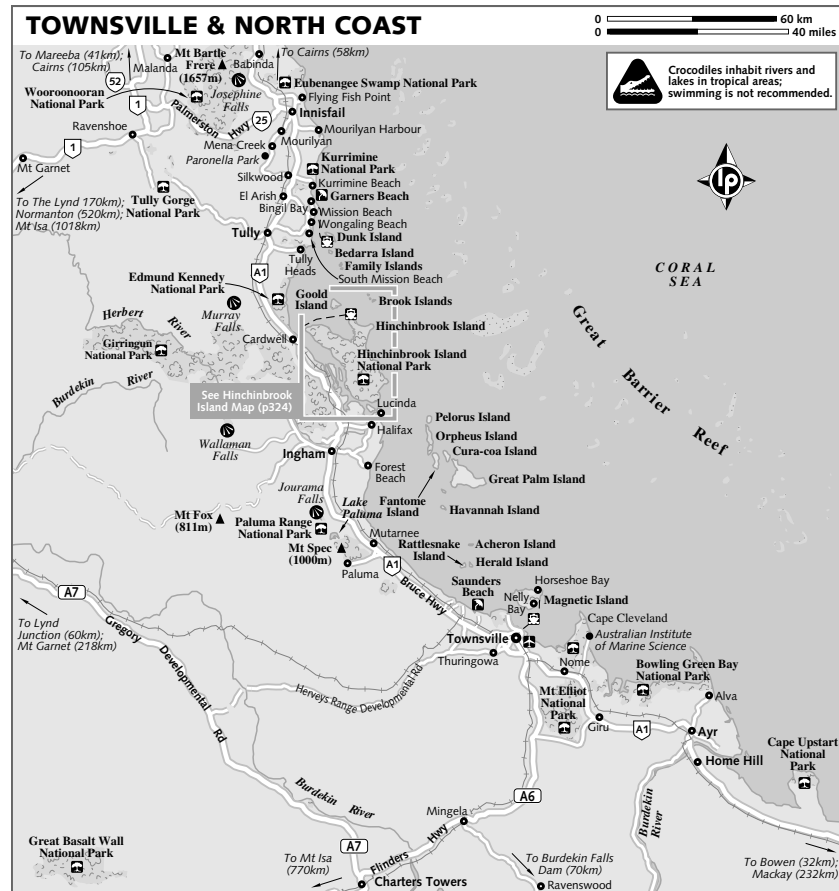 TOWNSVILLE & NORTH COAST
0 60 km
0 40 miles
Crocodiles inhabit rivers and
lakes in tropical areas;
swimming is not recommended.
To Mareeba (41km);
Cairns (105km)
Malanda
Mt Bartle
Frere
(1657m)
Babinda
To Cairns (58km)
52
Wooroonooran
National Park
Josephine
Falls
Eubenangee Swamp National Park
Flying Fish Point
Innisfail
1
Palmerston Hwy
25
Ravenshoe
Mourilyan Harbour
Mourilyan
Mena Creek
Paronella Park
1
Mt Garnet
Kurrimine
National Park
Silkwood
Kurrimine Beach
Garners Beach
El Arish
Bingil Bay
Mission Beach
Wongaling Beach
To The Lynd 170km);
Normanton (520km);
Mt Isa (1018km)
Tully Gorge
National Park
Tully
Dunk Island
Bedarra Island
Family Islands
South Mission Beach
Tully
Heads
A1
Edmund Kennedy
National Park
Goold
Island
Brook Islands
Murray
Falls
Hinchinbrook Island
Herbert River
Cardwell
Girringun
National Park
Hinchinbrook Island
National Park
Burdekin River
See Hinchinbrook
Island Map (p324)
Lucinda
Halifax
Wallaman
Falls
Ingham
Forest
Beach
Pelorus Island
Orpheus Island
Cura-coa Island
Great Palm Island
Fantome
Island
Havannah Island
CORAL
SEA
Great Barrier Reef
lp
Jourama
Falls
Lake
Paluma
Mt Fox
(811m)
Paluma Range
National Park
Mutarnee
Mt Spec
(1000m)
Paluma
A1
Bruce Hwy
Rattlesnake
Island
Acheron Island
Herald Island
Saunders
Beach
Horseshoe Bay
Nelly
Bay
Magnetic Island
Cape Cleveland
Australian Institute
of Marine Science
Townsville
Thuringowa
Nome
A7
To Lynd
Junction (60km);
Mt Garnet (218km)
Gregory Developmental Rd
Herveys Range Developmental Rd
Mt Elliot
National
Park
Bowling Green Bay
National Park
Alva
Giru
A1
Ayr
Home Hill
Cape Upstart
National
Park
Burdekin River
A6
Mingela
Burdekin
River
Great Basalt Wall
National Park
A7
To Mt Isa
(770km)
Flinders Hwy
Charters Towers
To Burdekin Falls
Dam (70km)
Ravenswood
To Bowen (32km);
Mackay (232km)